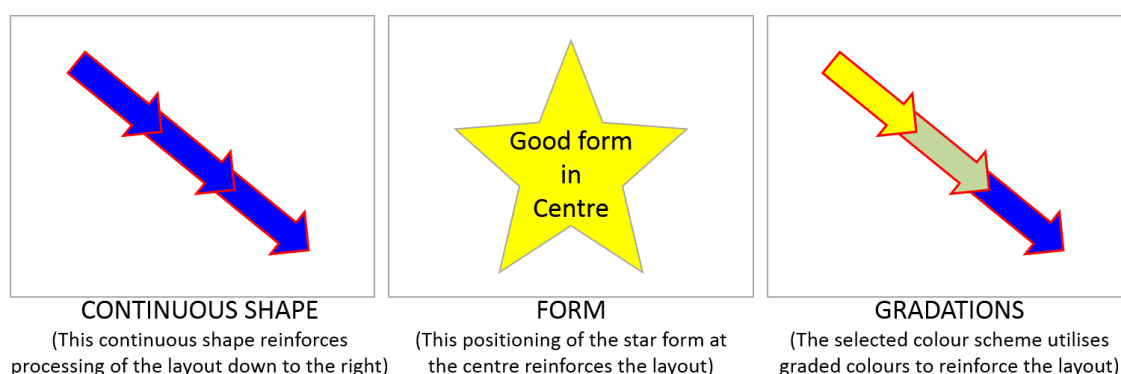 Good form
in
Centre
CONTINUOUS SHAPE
(This continuous shape reinforces
processing of the layout down to the right)
FORM
(This positioning of the star form at
the centre reinforces the layout)
GRADATIONS
(The selected colour scheme utilises
graded colours to reinforce the layout)